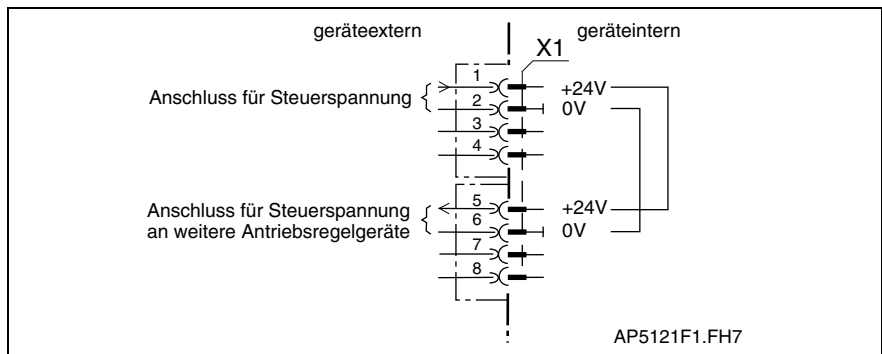 geräteextern geräteintern
X1
1
Anschluss für Steuerspannung
2
3
4
+24V
0V
5
Anschluss für Steuerspannung
an weitere Antriebsregelgeräte
6
7
8
+24V
0V
AP5121F1.FH7